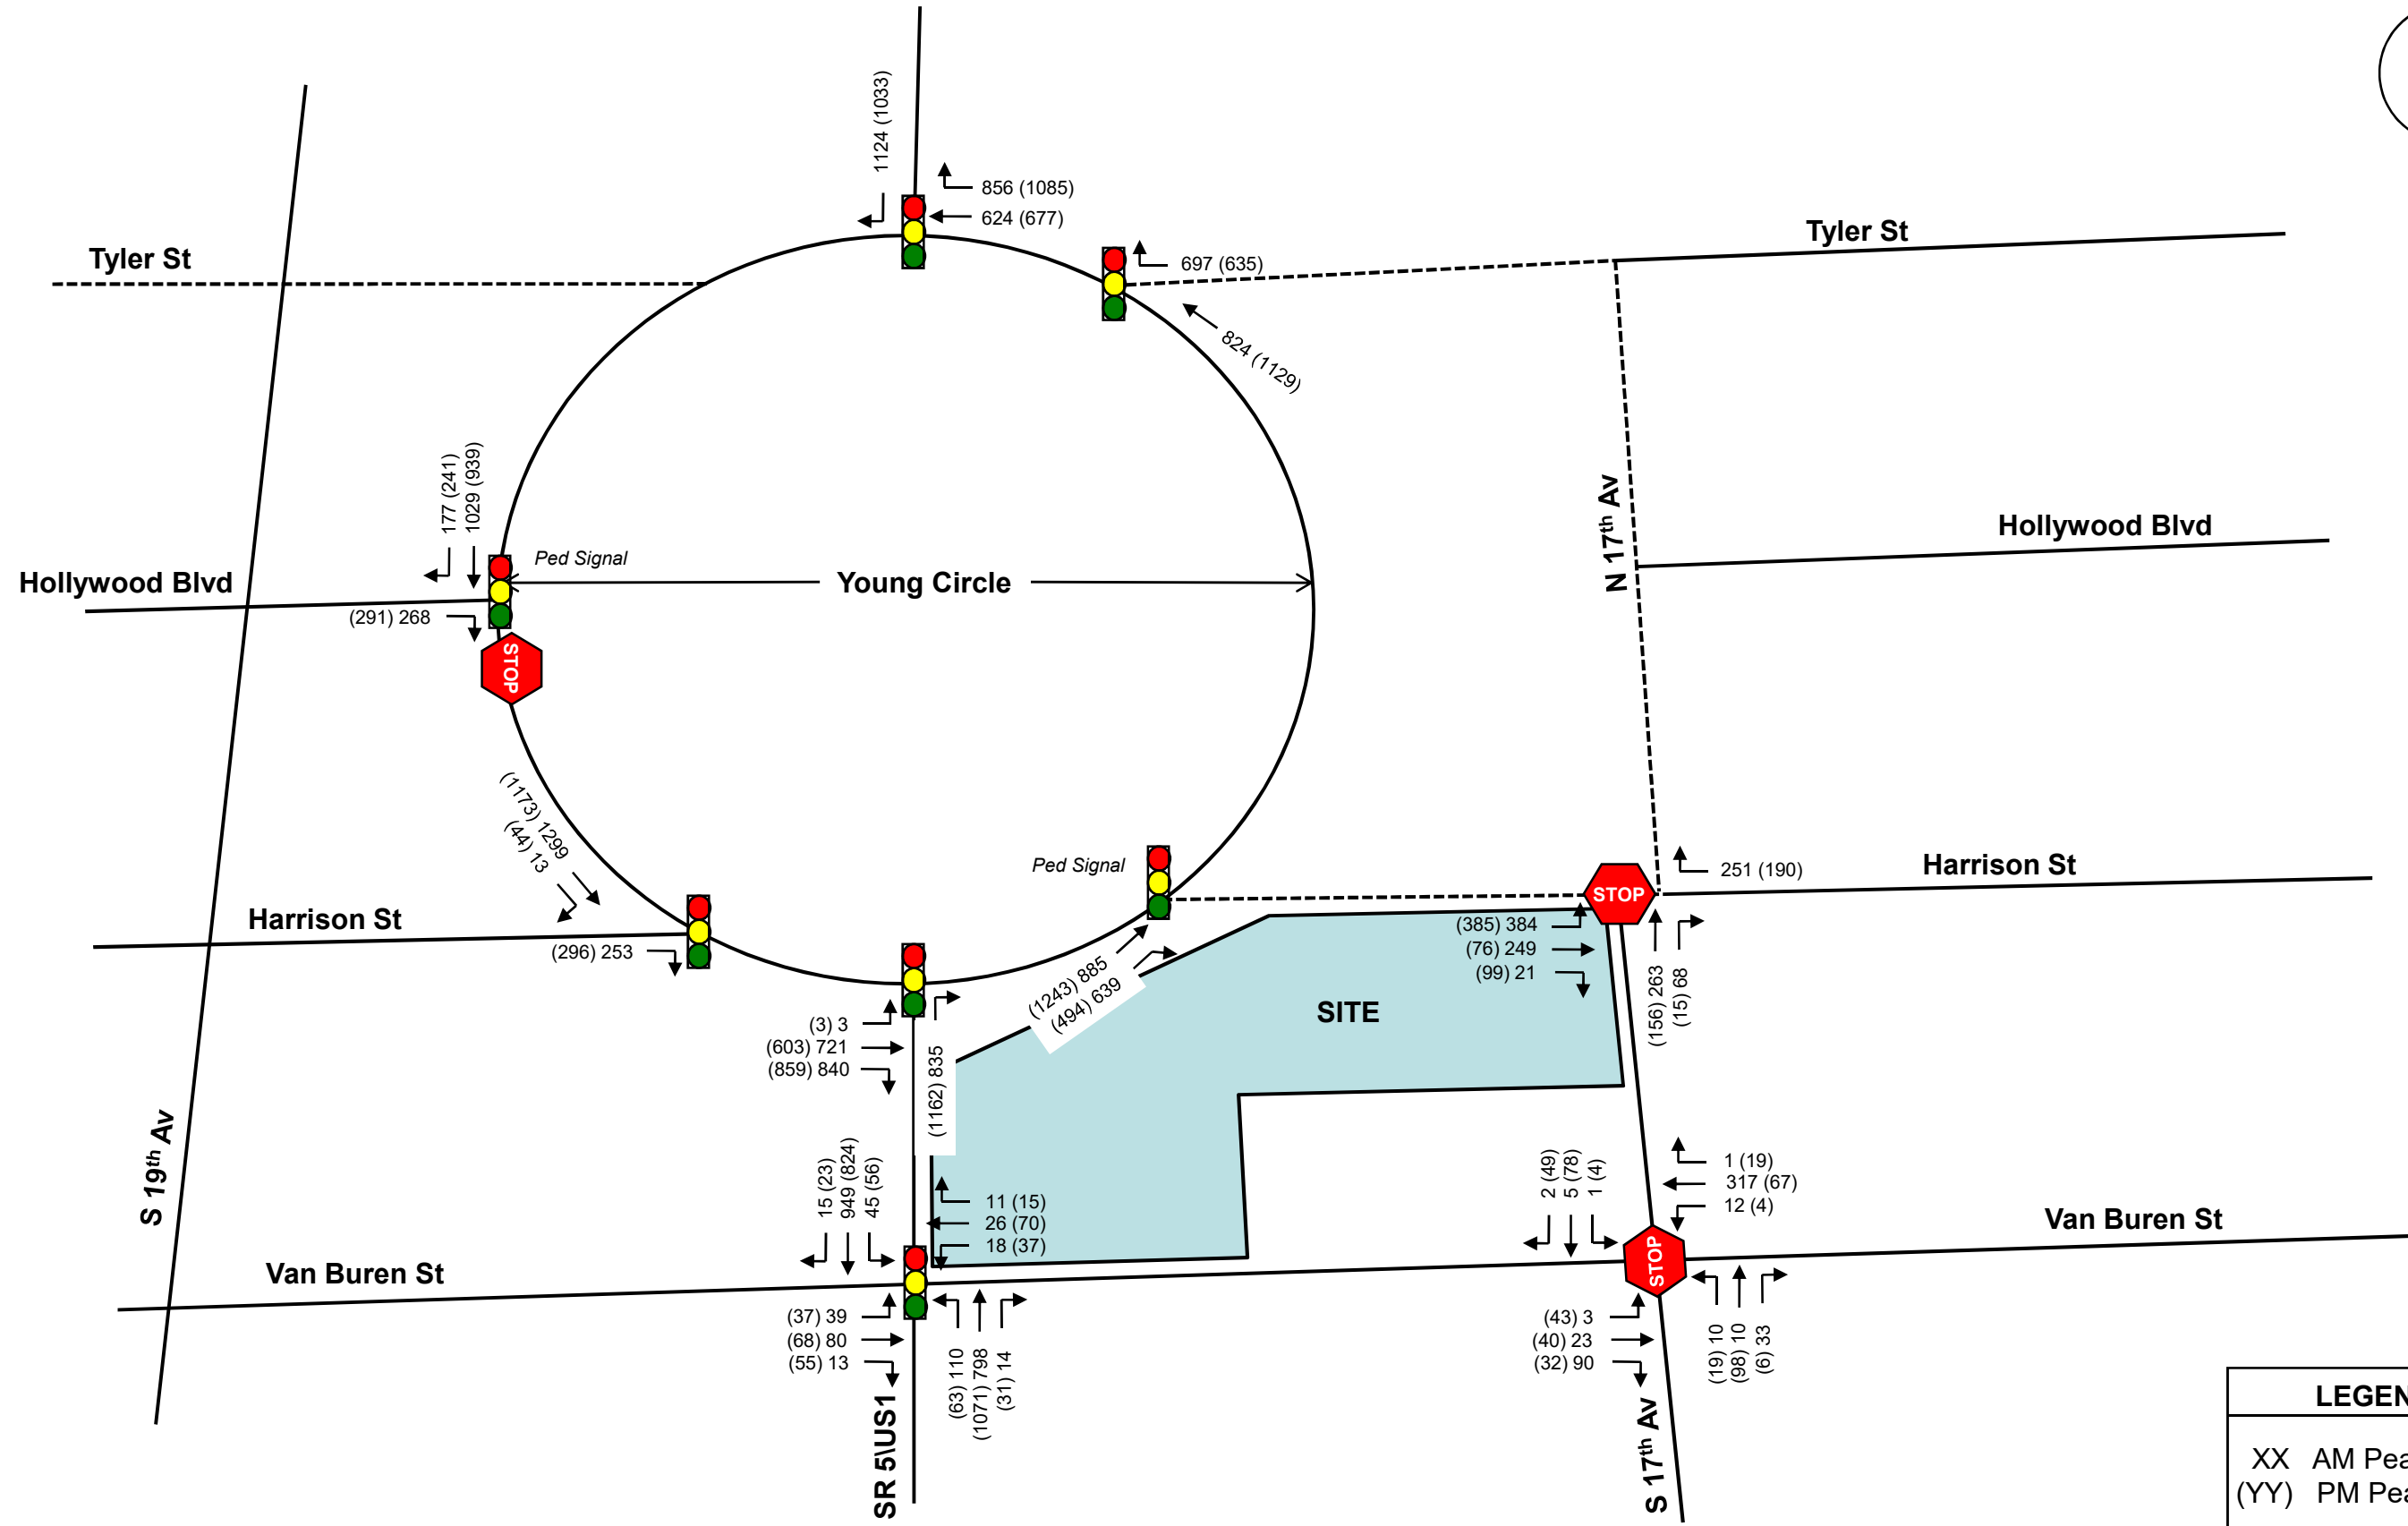 1124 (1033)
856 (1085)
624 (677)
Tyler St
697 (635)
Tyler St
824 (1129)
177 (241)
1029 (939)
N 17th Av
Hollywood Blvd
Ped Signal
Hollywood Blvd
Young Circle
(291) 268
STOP
(1173) 1299
(44) 13
Ped Signal
251 (190)
Harrison St
STOP
Harrison St
(296) 253
(385) 384
(76) 249
(99) 21
(156) 263
(15) 68
(1243) 885
(494) 639
SITE
(3) 3
(603) 721
(859) 840
(1162) 835
S 19th Av
15 (23)
949 (824)
45 (56)
11 (15)
26 (70)
18 (37)
2 (49)
5 (78)
1 (4)
1 (19)
317 (67)
12 (4)
Van Buren St
Van Buren St
STOP
(37) 39
(68) 80
(55) 13
(63) 110
(1071) 798
(31) 14
(43) 3
(40) 23
(32) 90
(19) 10
(98) 10
(6) 33
SR 5\US1
S 17th Av
LEGEN
XX AM Pea
(YY) PM Pea